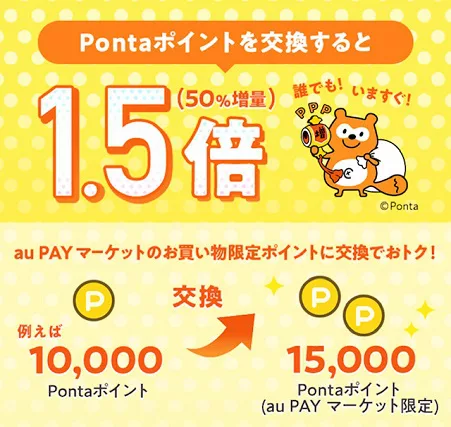 Pontaポイントを交換すると
1.5倍
(50%増量)
誰でも！いますぐ！
PPP
増
©Ponta
au PAY マーケットのお買い物限定ポイントに交換でおトク！
P
交換
P
P
例えば
10,000
Pontaポイント
15,000
Pontaポイント
(au PAY マーケット限定)